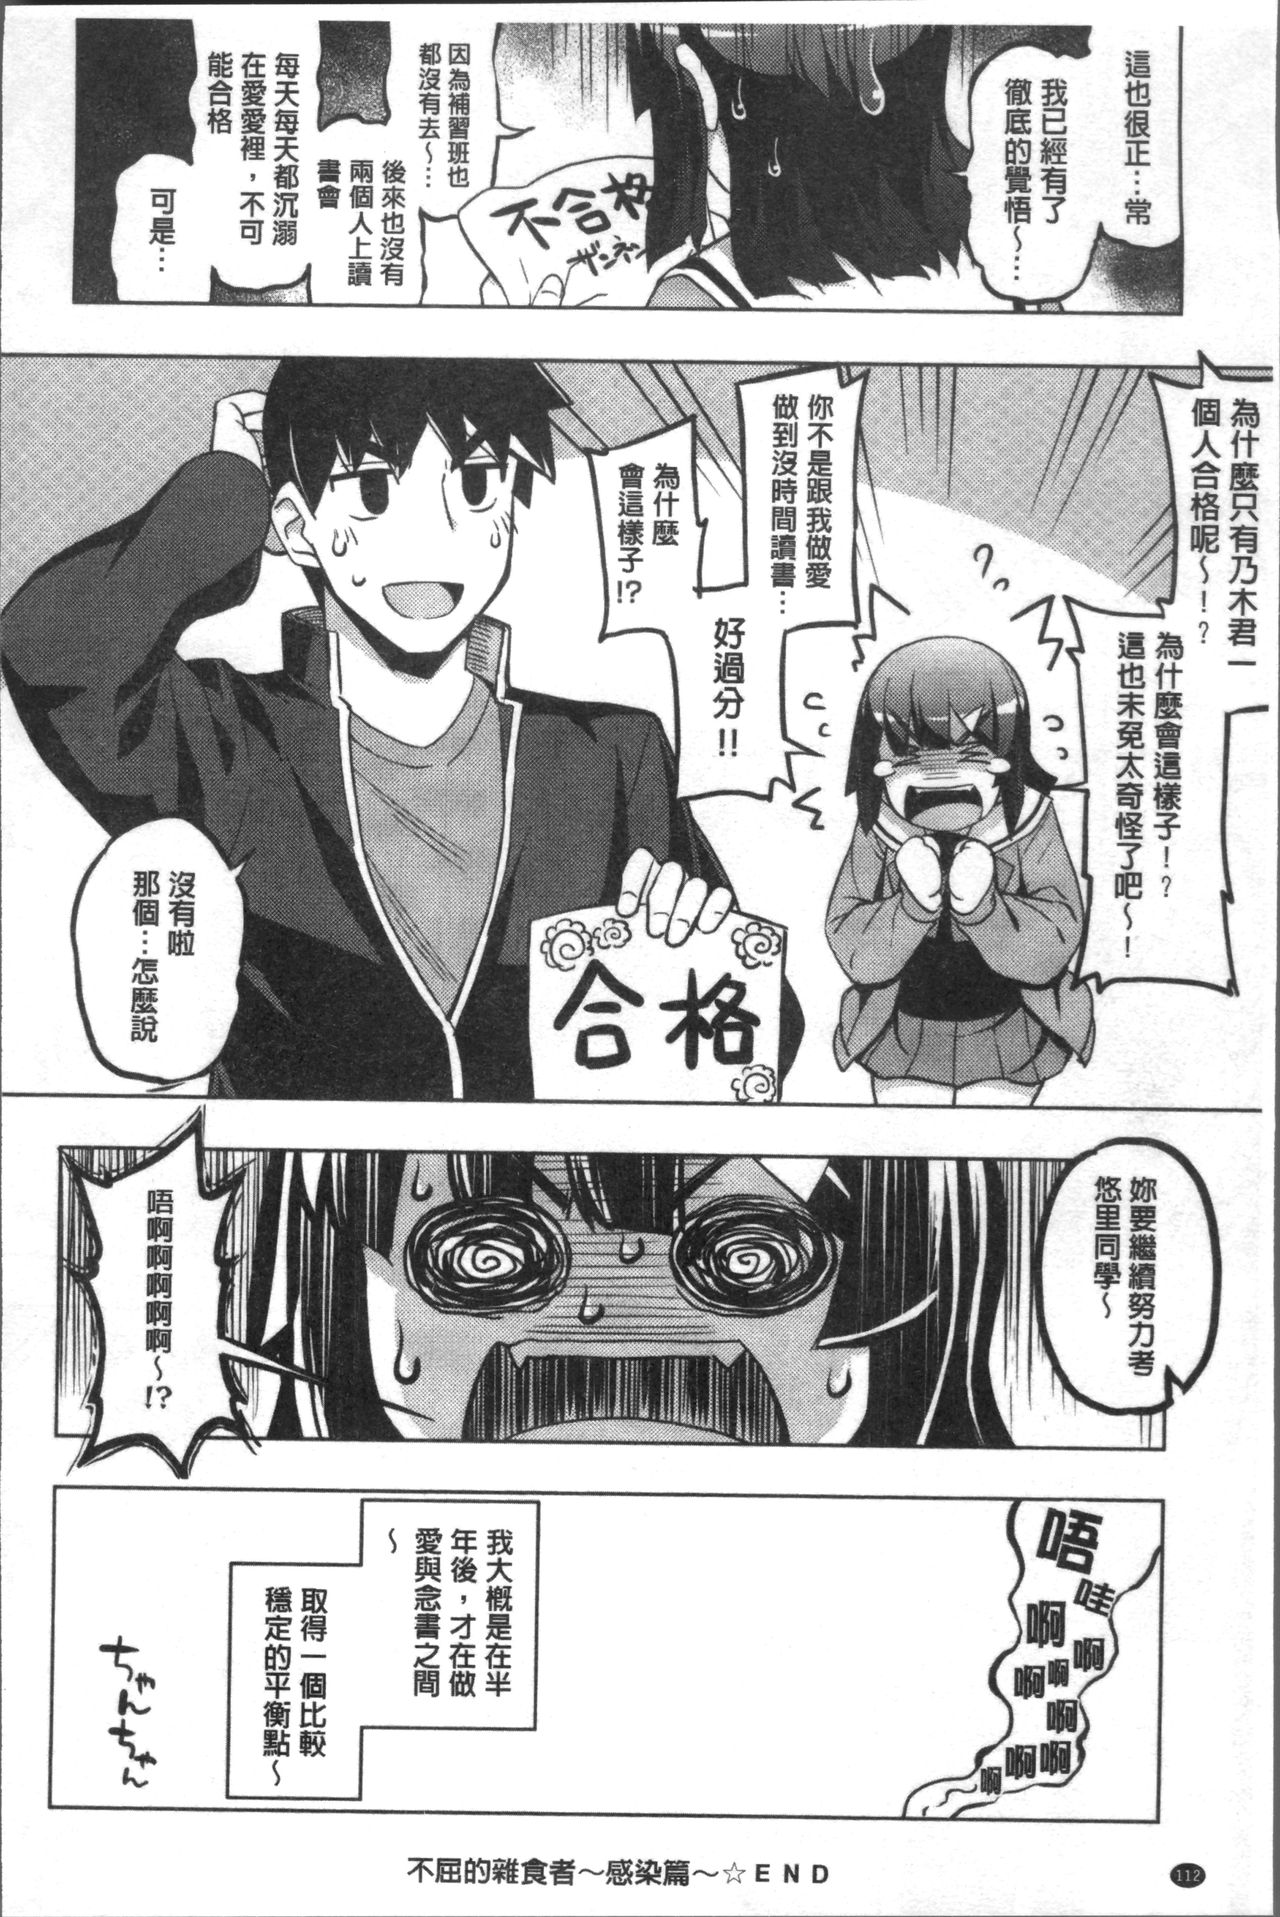 這也很正…常
我已經有了
徹底的覺悟
～…
不合格
ザンネン
因為補習班也
都沒有去～…
後來也沒有
兩個人上讀
書會
每天每天都沉溺
在愛愛裡，不可
能合格
可是…
為什麼只有乃木君一
個人合格呢～！？
為什麼會這樣子！？
這也未免太奇怪了吧～！
你不是跟我做愛
做到沒時間讀書…
好過分!!
為什麼
會這樣子!?
合格
沒有啦
那個…怎麼說
妳要繼續努力考
悠里同學～
唔啊啊啊啊啊～!?
唔哇啊啊啊啊啊啊啊啊
我大概是在半
年後，才在做
愛與念書之間
～
取得一個比較
穩定的平衡點～
ちゃんちゃん
不屈的雜食者～感染篇～☆END
112